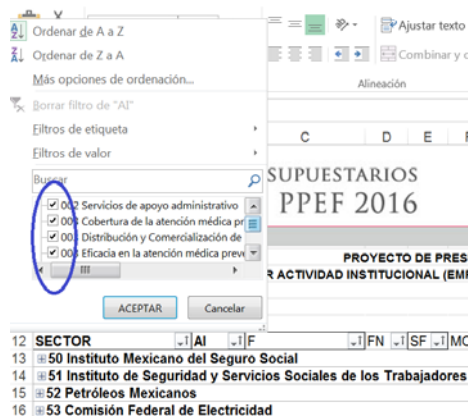 Ordenar de A a Z
Ordenar de Z a A
Más opciones de ordenación...
Borrar filtro de "AI"
Filtros de etiqueta
Filtros de valor
Buscar
002 Servicios de apoyo administrativo
Cobertura de la atención médica pr
Distribución y Comercialización de
Eficacia en la atención médica preve
ACEPTAR Cancelar
Ajustar texto
Combinar y c
Alineación
C D E F
SUPUESTARIOS
PPEF 2016
PROYECTO DE PRES
R ACTIVIDAD INSTITUCIONAL (EM
12 SECTOR AI F FN SF MO
13 50 Instituto Mexicano del Seguro Social
14 51 Instituto de Seguridad y Servicios Sociales de los Trabajadores
15 52 Petróleos Mexicanos
16 53 Comisión Federal de Electricidad